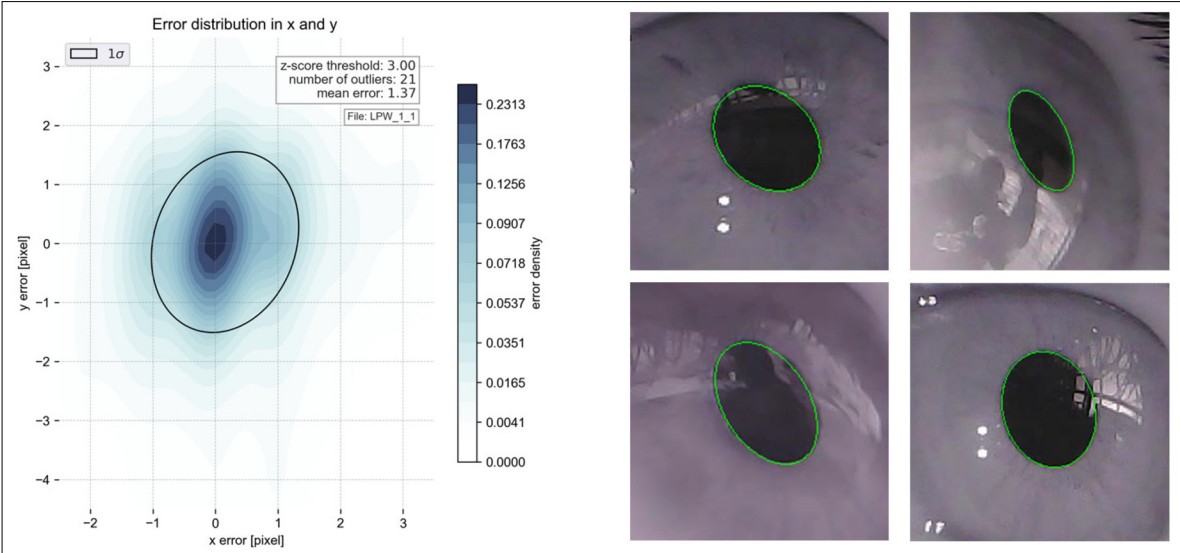 Error distribution in x and y
1σ
z-score threshold: 3.00
number of outliers: 21
mean error: 1.37
File: LPW_1_1
3
2
1
0
−1
−2
−3
−4
y error [pixel]
−2 −1 0 1 2 3
x error [pixel]
0.2313
0.1763
0.1256
0.0907
0.0718
0.0537
0.0351
0.0165
0.0041
0.0000
error density